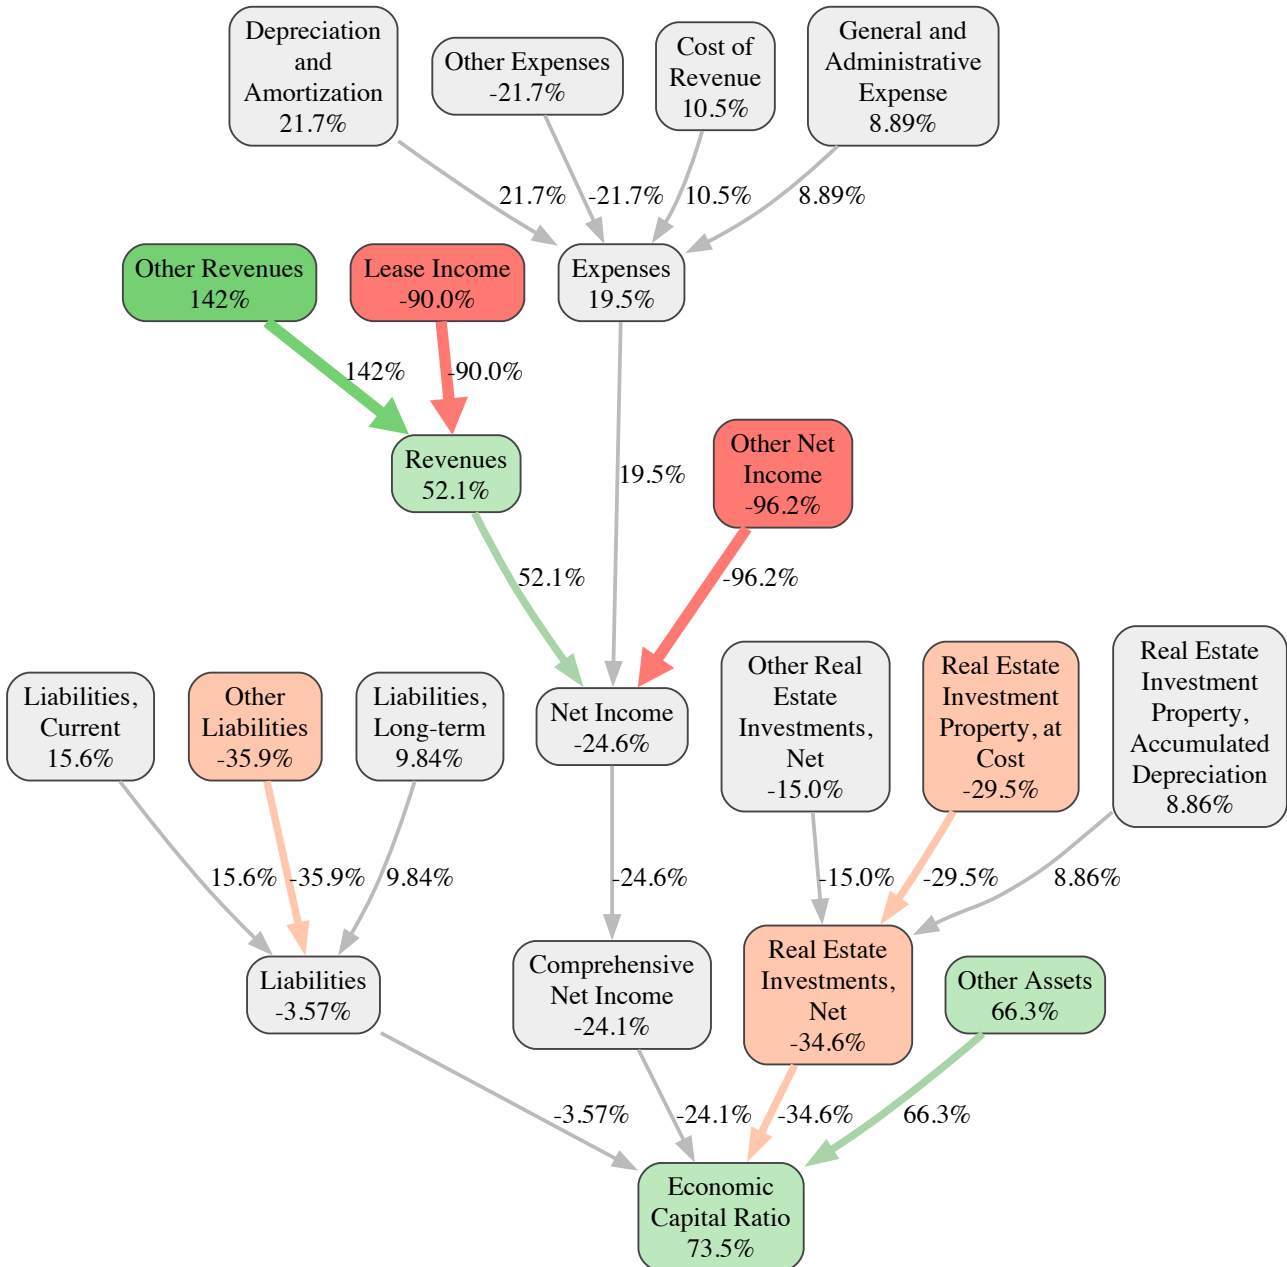 Depreciation
and
Amortization
21.7%
Other Expenses
-21.7%
Cost of
Revenue
10.5%
General and
Administrative
Expense
8.89%
21.7%
-21.7%
10.5%
8.89%
Other Revenues
142%
Lease Income
-90.0%
Expenses
19.5%
142%
-90.0%
Revenues
52.1%
19.5%
Other Net
Income
-96.2%
52.1%
-96.2%
Liabilities,
Current
15.6%
Other
Liabilities
-35.9%
Liabilities,
Long-term
9.84%
Net Income
-24.6%
Other Real
Estate
Investments,
Net
-15.0%
Real Estate
Investment
Property, at
Cost
-29.5%
Real Estate
Investment
Property,
Accumulated
Depreciation
8.86%
15.6%
-35.9%
9.84%
-24.6%
-15.0%
-29.5%
8.86%
Liabilities
-3.57%
Comprehensive
Net Income
-24.1%
Real Estate
Investments,
Net
-34.6%
Other Assets
66.3%
-3.57%
-24.1%
-34.6%
66.3%
Economic
Capital Ratio
73.5%